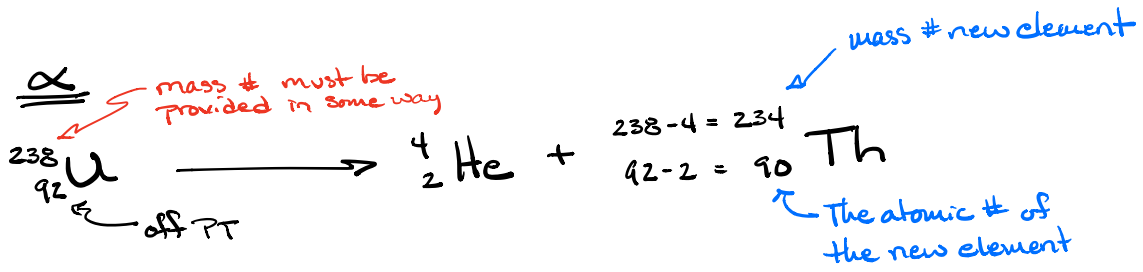 mass # new element
α
mass # must be
provided in some way
238 92 U → 4 2 He + 238-4 = 234 92-2 = 90 Th
off PT
The atomic # of
the new element